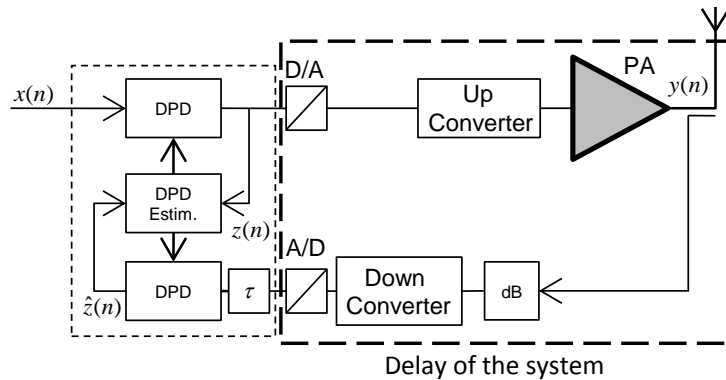 D/A
PA
x(n)
DPD
Up
Converter
y(n)
DPD
Estim.
z(n)
A/D
DPD
τ
Down
Converter
dB
ẑ(n)
Delay of the system